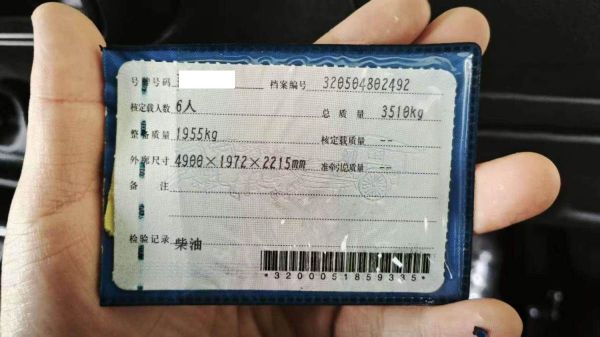 号牌号码 档案编号 320504802492
核定载人数 6人 总质量 3510kg
整备质量 1955kg 核定载质量 --
外廓尺寸 4900×1972×2215mm 准牵引总质量 --
备注
检验记录 柴油
*3200051859335*